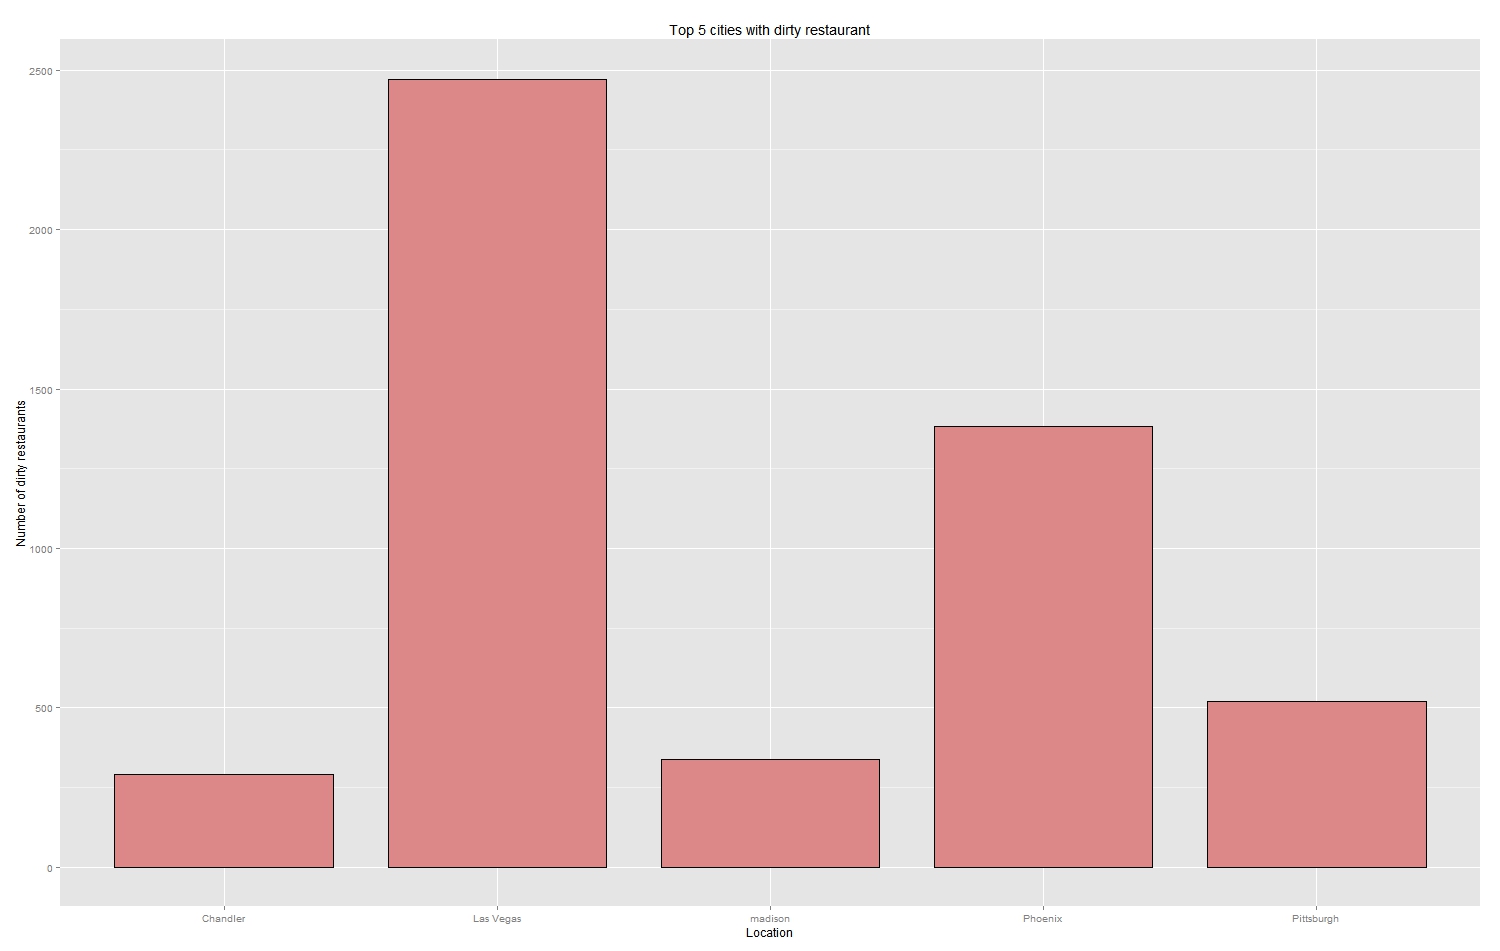 Top 5 cities with dirty restaurant
Number of dirty restaurants
2500
2000
1500
1000
500
0
Chandler
Las Vegas
madison
Phoenix
Pittsburgh
Location